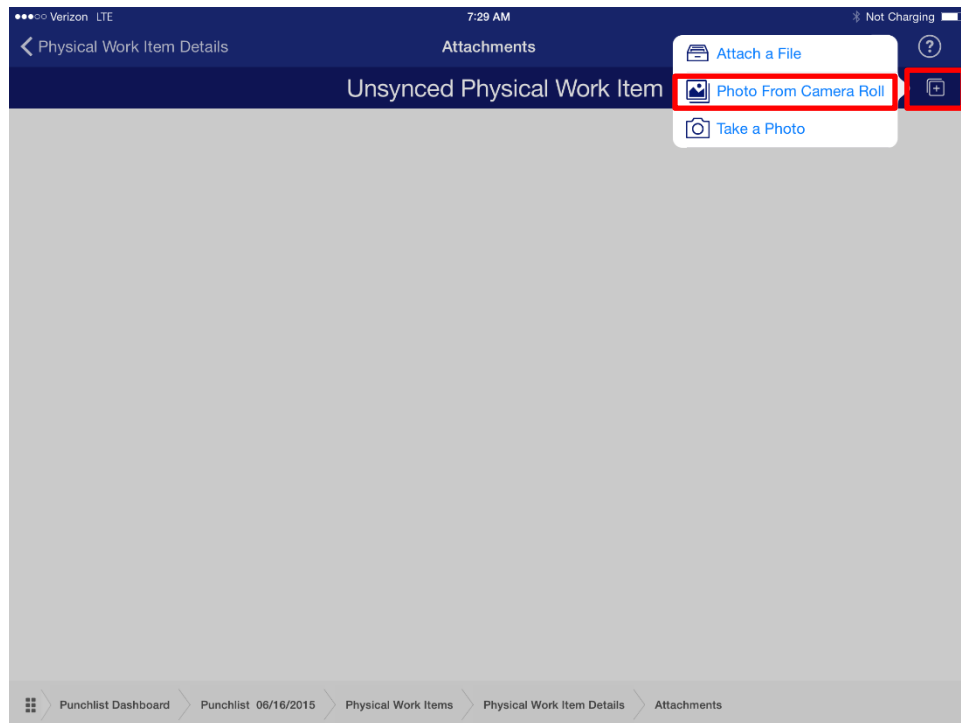 Verizon LTE 7:29 AM Not Charging
Physical Work Item Details Attachments ?
Attach a File
Unsynced Physical Work Item
Photo From Camera Roll
Take a Photo
Punchlist Dashboard Punchlist 06/16/2015 Physical Work Items Physical Work Item Details Attachments